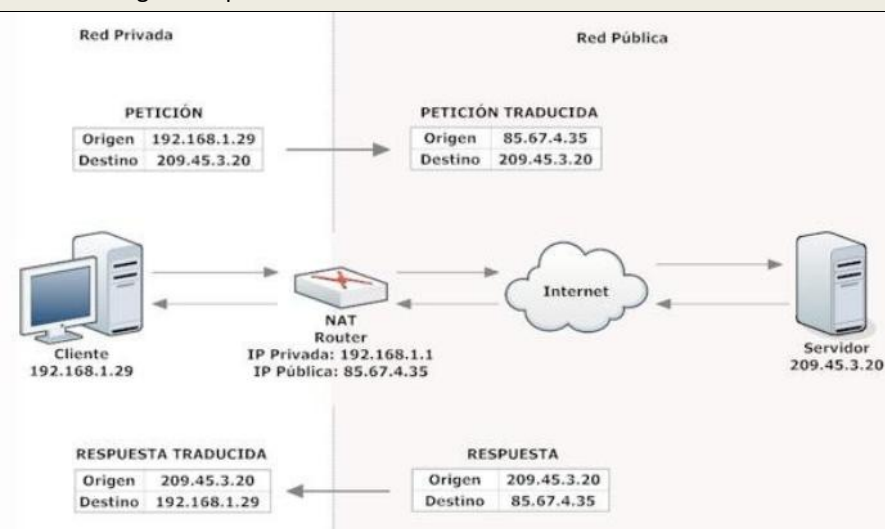 Red Privada
Red Pública
PETICIÓN
Origen 192.168.1.29
Destino 209.45.3.20
PETICIÓN TRADUCIDA
Origen 85.67.4.35
Destino 209.45.3.20
Cliente
192.168.1.29
NAT
Router
IP Privada: 192.168.1.1
IP Pública: 85.67.4.35
Internet
Servidor
209.45.3.20
RESPUESTA TRADUCIDA
Origen 209.45.3.20
Destino 192.168.1.29
RESPUESTA
Origen 209.45.3.20
Destino 85.67.4.35